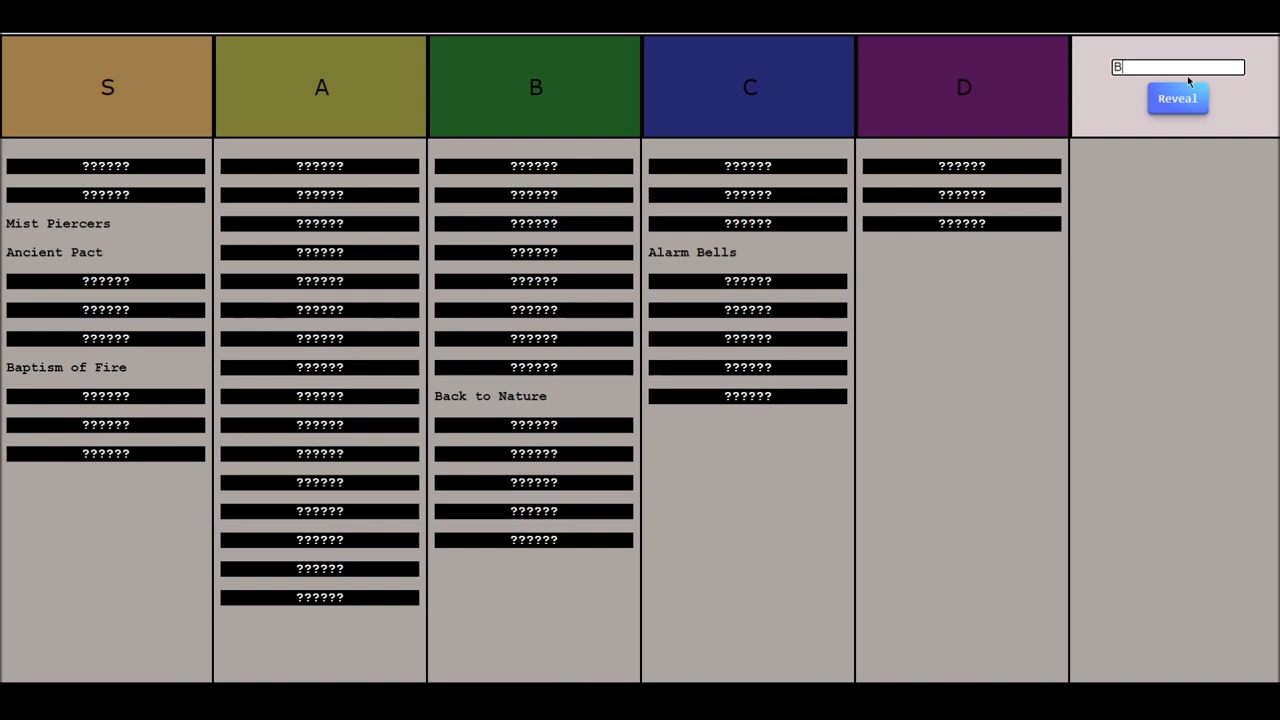 S A B C D
B
Reveal
?????? ?????? ?????? ?????? ??????
?????? ?????? ?????? ?????? ??????
Mist Piercers ?????? ?????? ?????? ??????
Ancient Pact ?????? ?????? Alarm Bells
?????? ?????? ?????? ??????
?????? ?????? ?????? ??????
?????? ?????? ?????? ??????
Baptism of Fire ?????? ?????? ??????
?????? ?????? Back to Nature ??????
?????? ?????? ??????
?????? ?????? ??????
?????? ??????
?????? ??????
?????? ??????
??????
??????